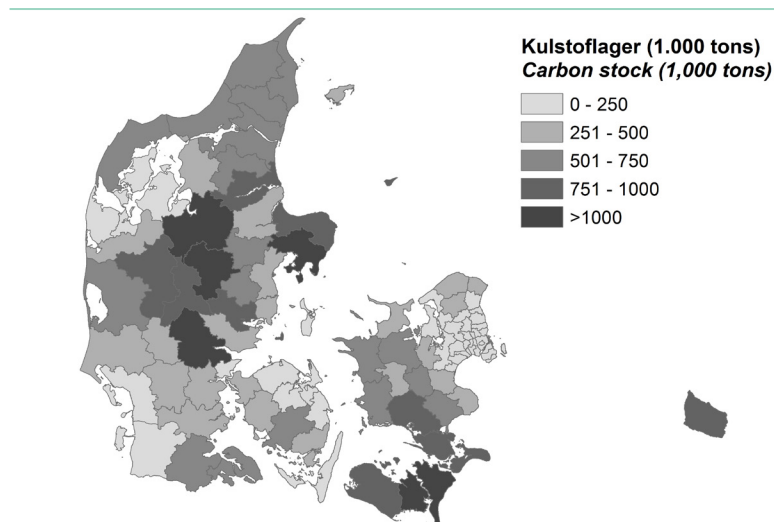 Kulstoflager (1.000 tons)
Carbon stock (1,000 tons)
0 - 250
251 - 500
501 - 750
751 - 1000
>1000